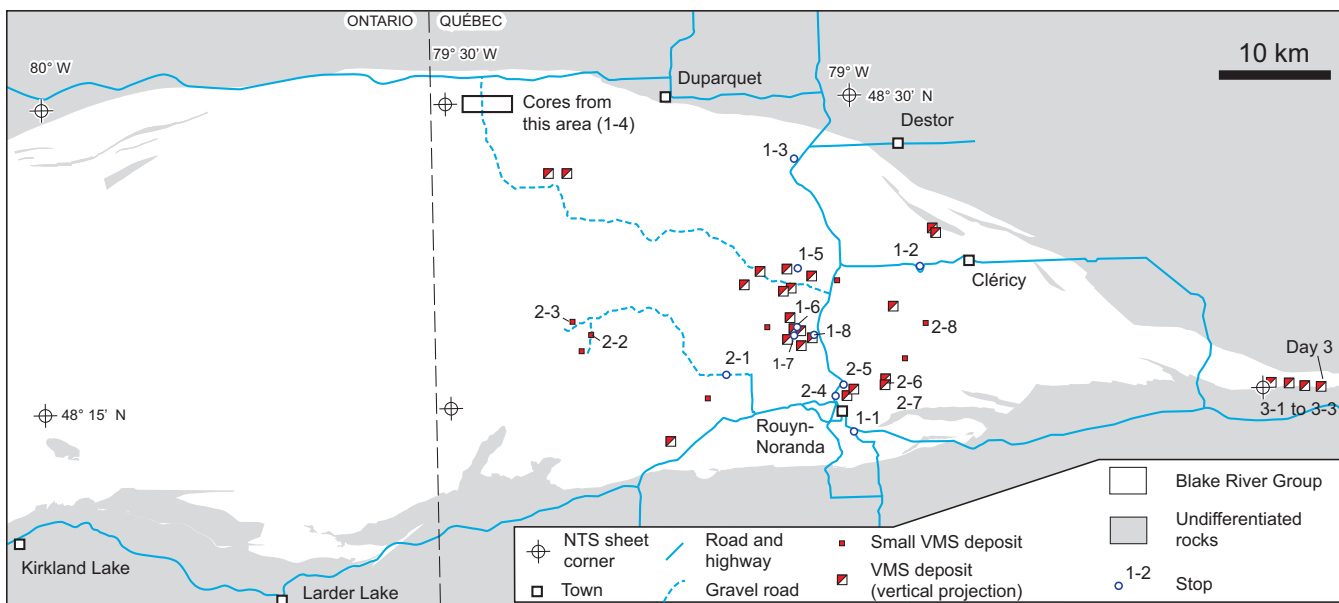 ONTARIO
QUÉBEC
80° W
79° 30' W
79° W
48° 30' N
10 km
Duparquet
Destor
Cores from
this area (1-4)
1-3
1-5
1-2
Cléricy
1-6
2-3
2-2
1-8
2-8
1-7
2-1
2-5
Day 3
2-4
2-6
2-7
3-1 to 3-3
48° 15' N
1-1
Rouyn-
Noranda
Kirkland Lake
Larder Lake
NTS sheet
corner
Town
Road and
highway
Gravel road
Small VMS deposit
VMS deposit
(vertical projection)
Blake River Group
Undifferentiated
rocks
1-2
Stop